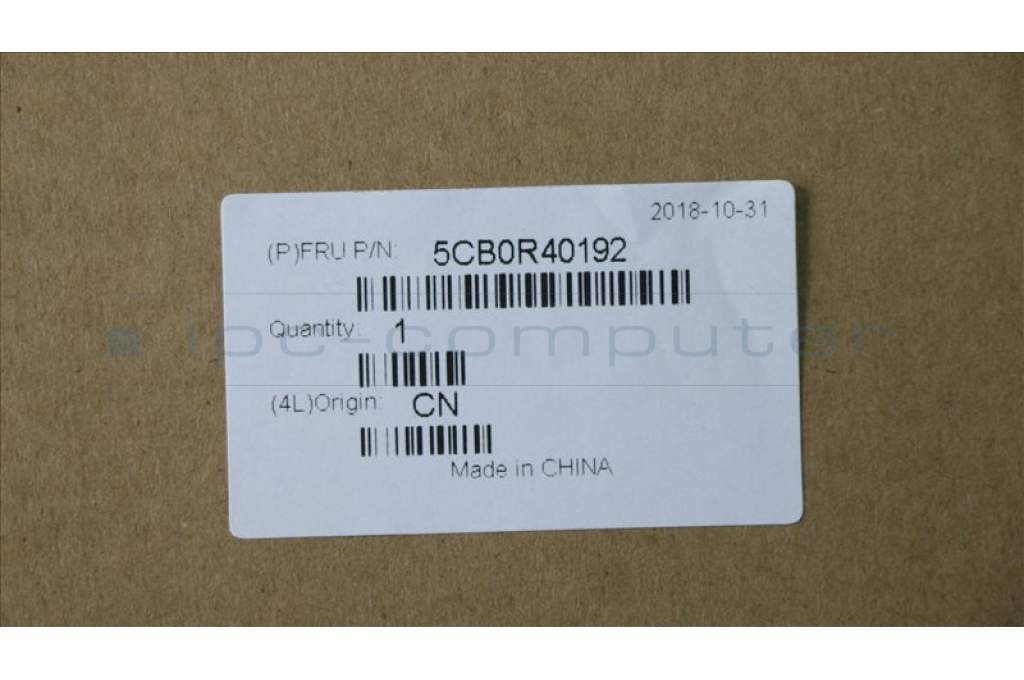 2018-10-31
(P)FRU P/N: 5CB0R40192
Quantity: 1
ipc-computer
(4L)Origin: CN
Made in CHINA